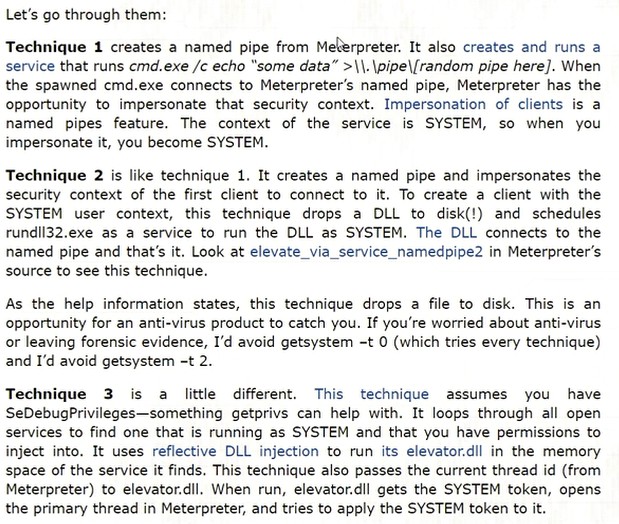 Let's go through them:
Technique 1 creates a named pipe from Meterpreter. It also creates and runs a
service that runs cmd.exe /c echo “some data” >\\.\pipe\[random pipe here]. When
the spawned cmd.exe connects to Meterpreter's named pipe, Meterpreter has the
opportunity to impersonate that security context. Impersonation of clients is a
named pipes feature. The context of the service is SYSTEM, so when you
impersonate it, you become SYSTEM.
Technique 2 is like technique 1. It creates a named pipe and impersonates the
security context of the first client to connect to it. To create a client with the
SYSTEM user context, this technique drops a DLL to disk(!) and schedules
rundll32.exe as a service to run the DLL as SYSTEM. The DLL connects to the
named pipe and that's it. Look at elevate_via_service_namedpipe2 in Meterpreter's
source to see this technique.
As the help information states, this technique drops a file to disk. This is an
opportunity for an anti-virus product to catch you. If you're worried about anti-virus
or leaving forensic evidence, I'd avoid getsystem –t 0 (which tries every technique)
and I'd avoid getsystem –t 2.
Technique 3 is a little different. This technique assumes you have
SeDebugPrivileges—something getprivs can help with. It loops through all open
services to find one that is running as SYSTEM and that you have permissions to
inject into. It uses reflective DLL injection to run its elevator.dll in the memory
space of the service it finds. This technique also passes the current thread id (from
Meterpreter) to elevator.dll. When run, elevator.dll gets the SYSTEM token, opens
the primary thread in Meterpreter, and tries to apply the SYSTEM token to it.